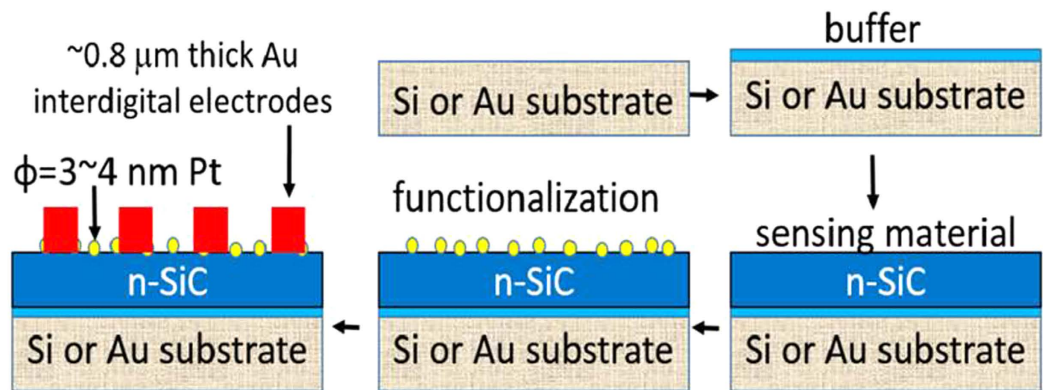 ~0.8 μm thick Au
interdigital electrodes
ϕ=3~4 nm Pt
n-SiC
Si or Au substrate
Si or Au substrate
buffer
Si or Au substrate
functionalization
n-SiC
Si or Au substrate
sensing material
n-SiC
Si or Au substrate